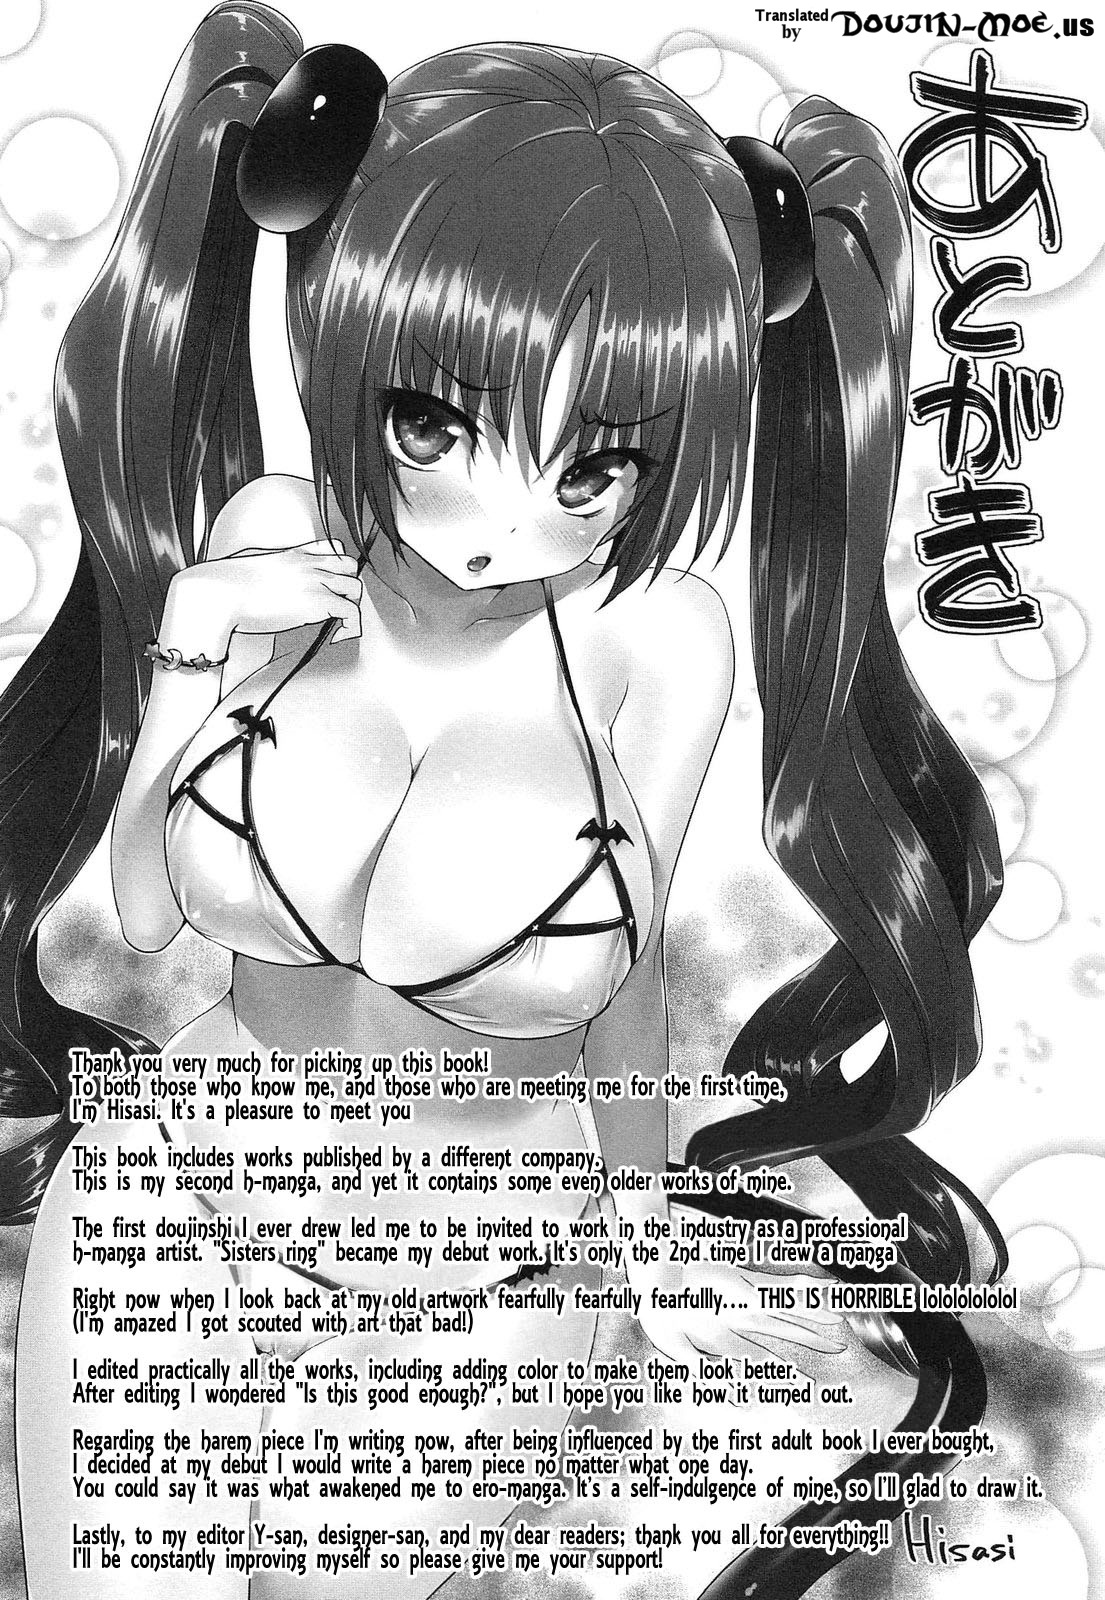 Translated
by DOUJIN-MOE.us
あとがき
Thank you very much for picking up this book!
To both those who know me, and those who are meeting me for the first time,
I'm Hisasi. It's a pleasure to meet you
This book includes works published by a different company.
This is my second h-manga, and yet it contains some even older works of mine.
The first doujinshi I ever drew led me to be invited to work in the industry as a professional
h-manga artist. "Sisters ring" became my debut work. It's only the 2nd time I drew a manga
Right now when I look back at my old artwork fearfully fearfully fearfullly.... THIS IS HORRIBLE lolololololol
(I'm amazed I got scouted with art that bad!)
I edited practically all the works, including adding color to make them look better.
After editing I wondered "Is this good enough?", but I hope you like how it turned out.
Regarding the harem piece I'm writing now, after being influenced by the first adult book I ever bought,
I decided at my debut I would write a harem piece no matter what one day.
You could say it was what awakened me to ero-manga. It's a self-indulgence of mine, so I'll glad to draw it.
Lastly, to my editor Y-san, designer-san, and my dear readers; thank you all for everything!!
I'll be constantly improving myself so please give me your support!
Hisasi